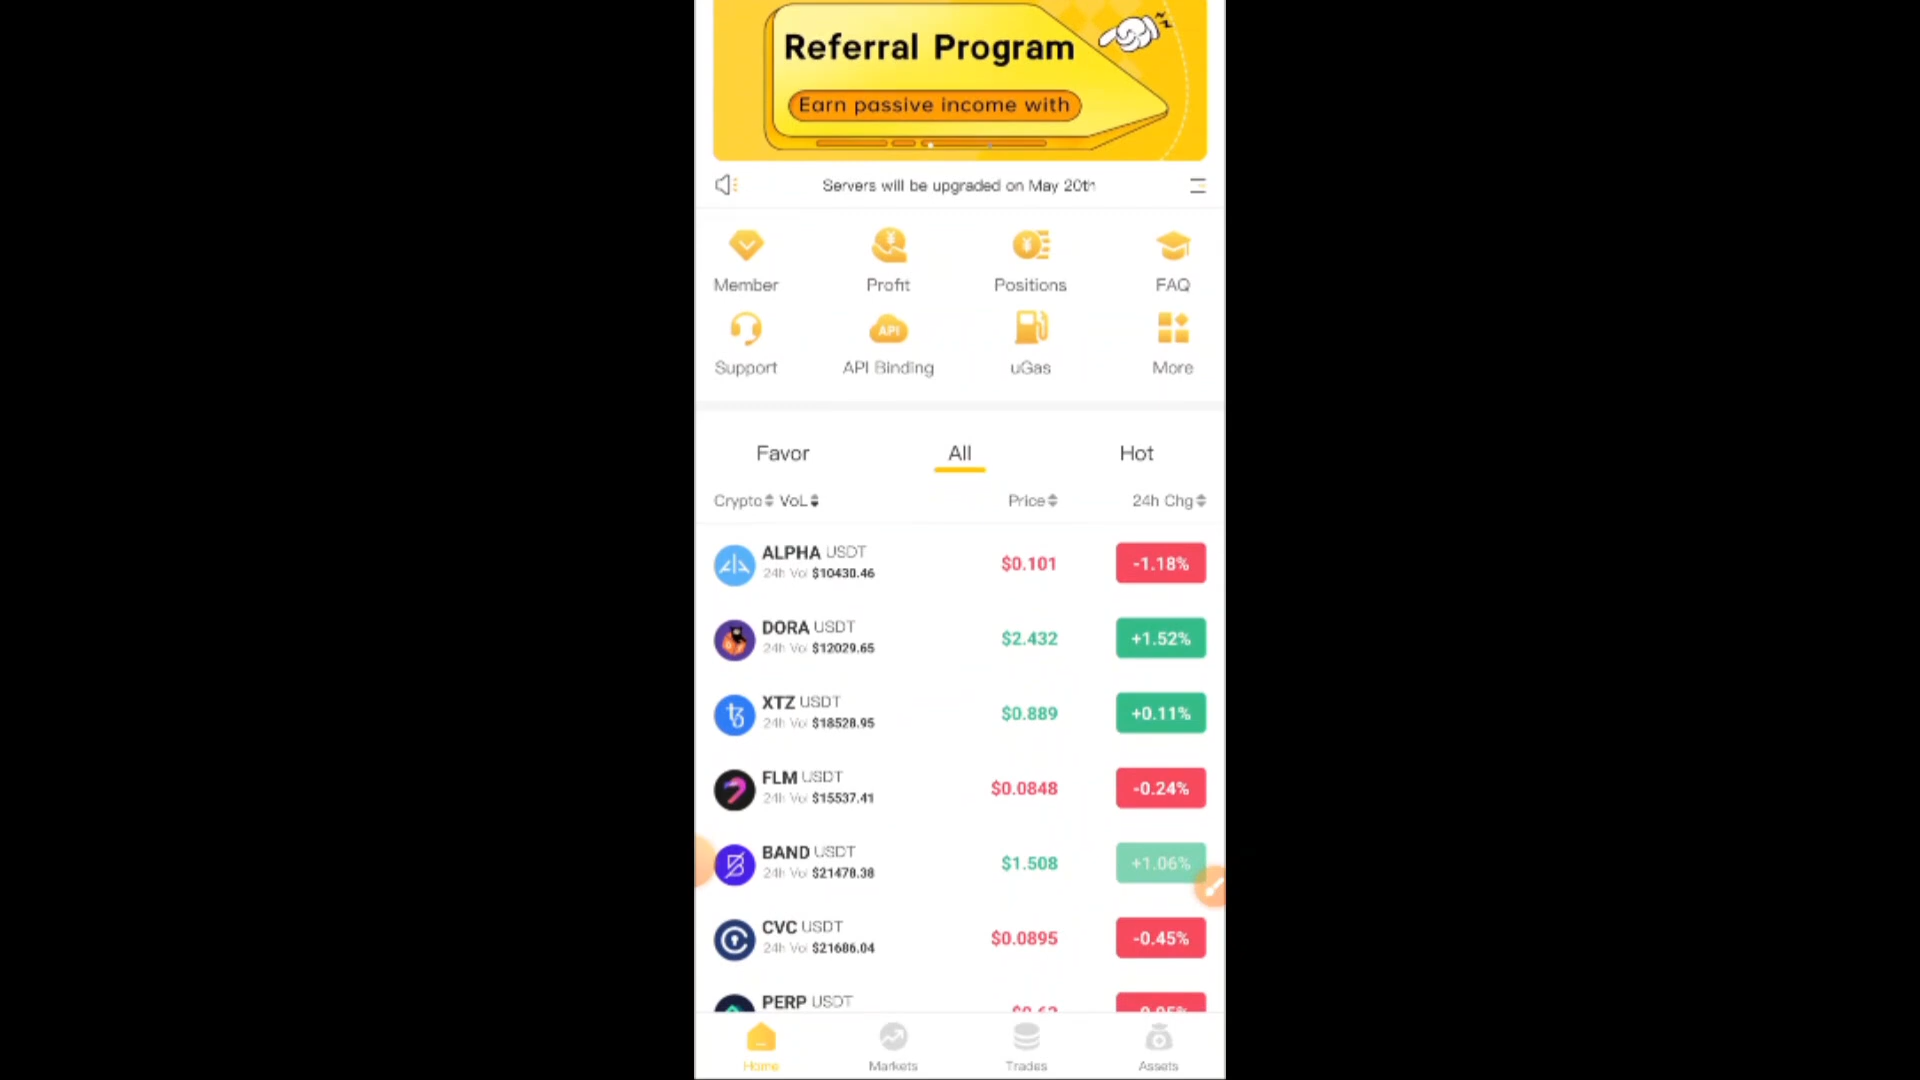 Referral Program
Earn passive income with
Servers will be upgraded on May 20th
Member Profit Positions FAQ
API
Support API Binding uGas More
Favor All Hot
Crypto VoL Price 24h Chg
ALPHA USDT
24h Vol $10430.46
$0.101 -1.18%
DORA USDT
24h Vol $12029.65
$2.432 +1.52%
XTZ USDT
24h Vol $18528.95
$0.889 +0.11%
FLM USDT
24h Vol $15537.41
$0.0848 -0.24%
BAND USDT
24h Vol $21478.38
$1.508 +1.06%
CVC USDT
24h Vol $21686.04
$0.0895 -0.45%
PERP USDT
Home Markets Trades Assets